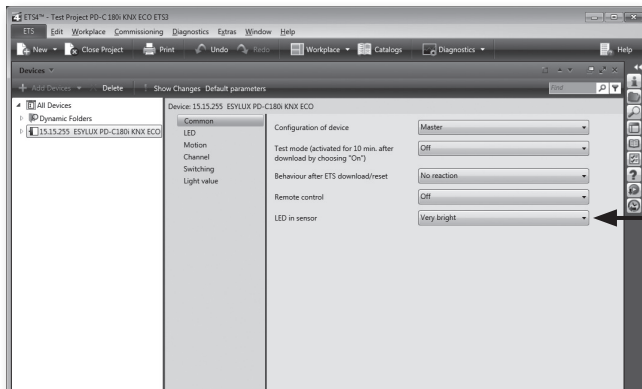 ETS4™ - Test Project PD-C 180i KNX ECO ETS3
ETS Edit Workplace Commissioning Diagnostics Extras Window Help
New Close Project Print Undo Redo Workplace Catalogs Diagnostics Help
Devices
Add Devices Delete Show Changes Default parameters Find
All Devices
Dynamic Folders
15.15.255 ESYLUX PD-C180i KNX ECO
Device: 15.15.255 ESYLUX PD-C180i KNX ECO
Common
LED
Motion
Channel
Switching
Light value
Configuration of device Master
Test mode (activated for 10 min. after
download by choosing "On") Off
Behaviour after ETS download/reset No reaction
Remote control Off
LED in sensor Very bright